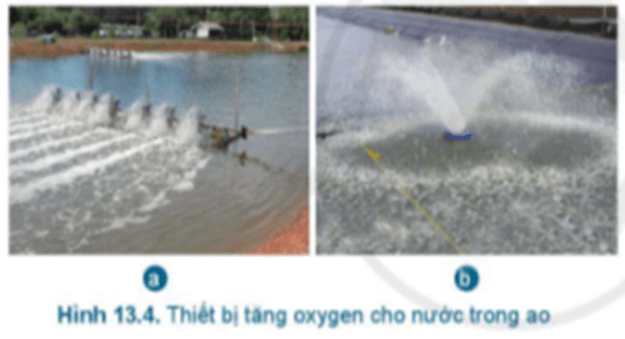 a
b
Hình 13.4. Thiết bị tăng oxygen cho nước trong ao